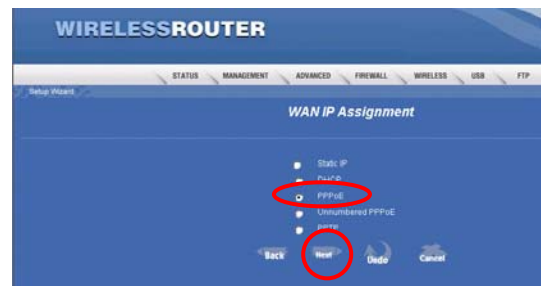 WIRELESSROUTER
STATUS MANAGEMENT ADVANCED FIREWALL WIRELESS USB FTP
Setup Wizard
WAN IP Assignment
Static IP
DHCP
PPPoE
Unnumbered PPPoE
PPTP
Back Next Undo Cancel